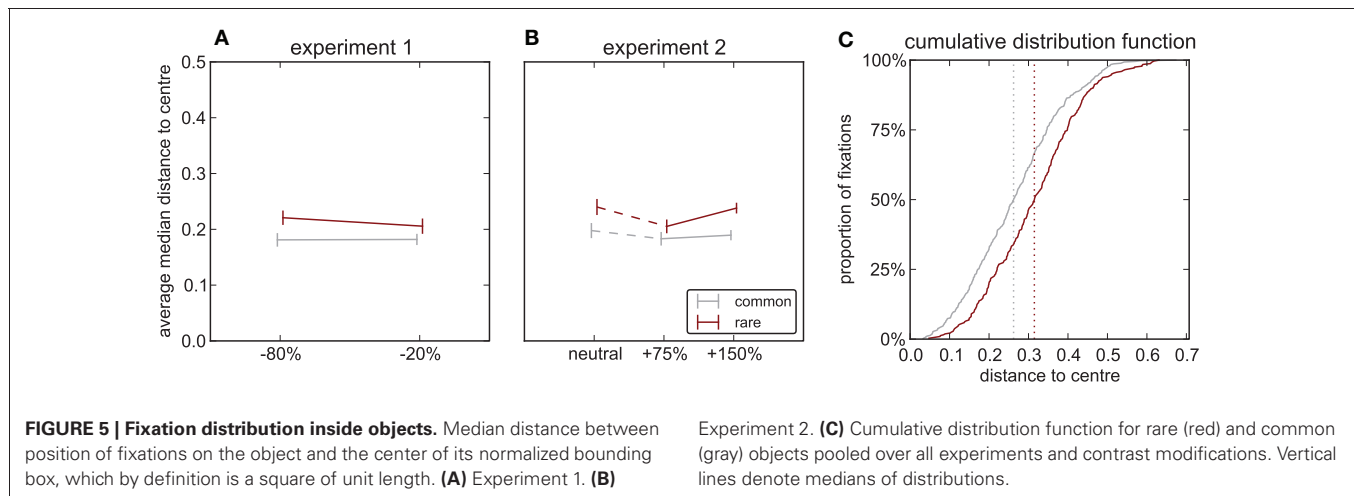 A
experiment 1
average median distance to centre
0.5
0.4
0.3
0.2
0.1
0.0
-80%
-20%
B
experiment 2
common
rare
neutral
+75%
+150%
C
cumulative distribution function
proportion of fixations
100%
75%
50%
25%
0%
0.0
0.1
0.2
0.3
0.4
0.5
0.6
0.7
distance to centre
FIGURE 5 | Fixation distribution inside objects. Median distance between
position of fixations on the object and the center of its normalized bounding
box, which by definition is a square of unit length. (A) Experiment 1. (B)
Experiment 2. (C) Cumulative distribution function for rare (red) and common
(gray) objects pooled over all experiments and contrast modifications. Vertical
lines denote medians of distributions.